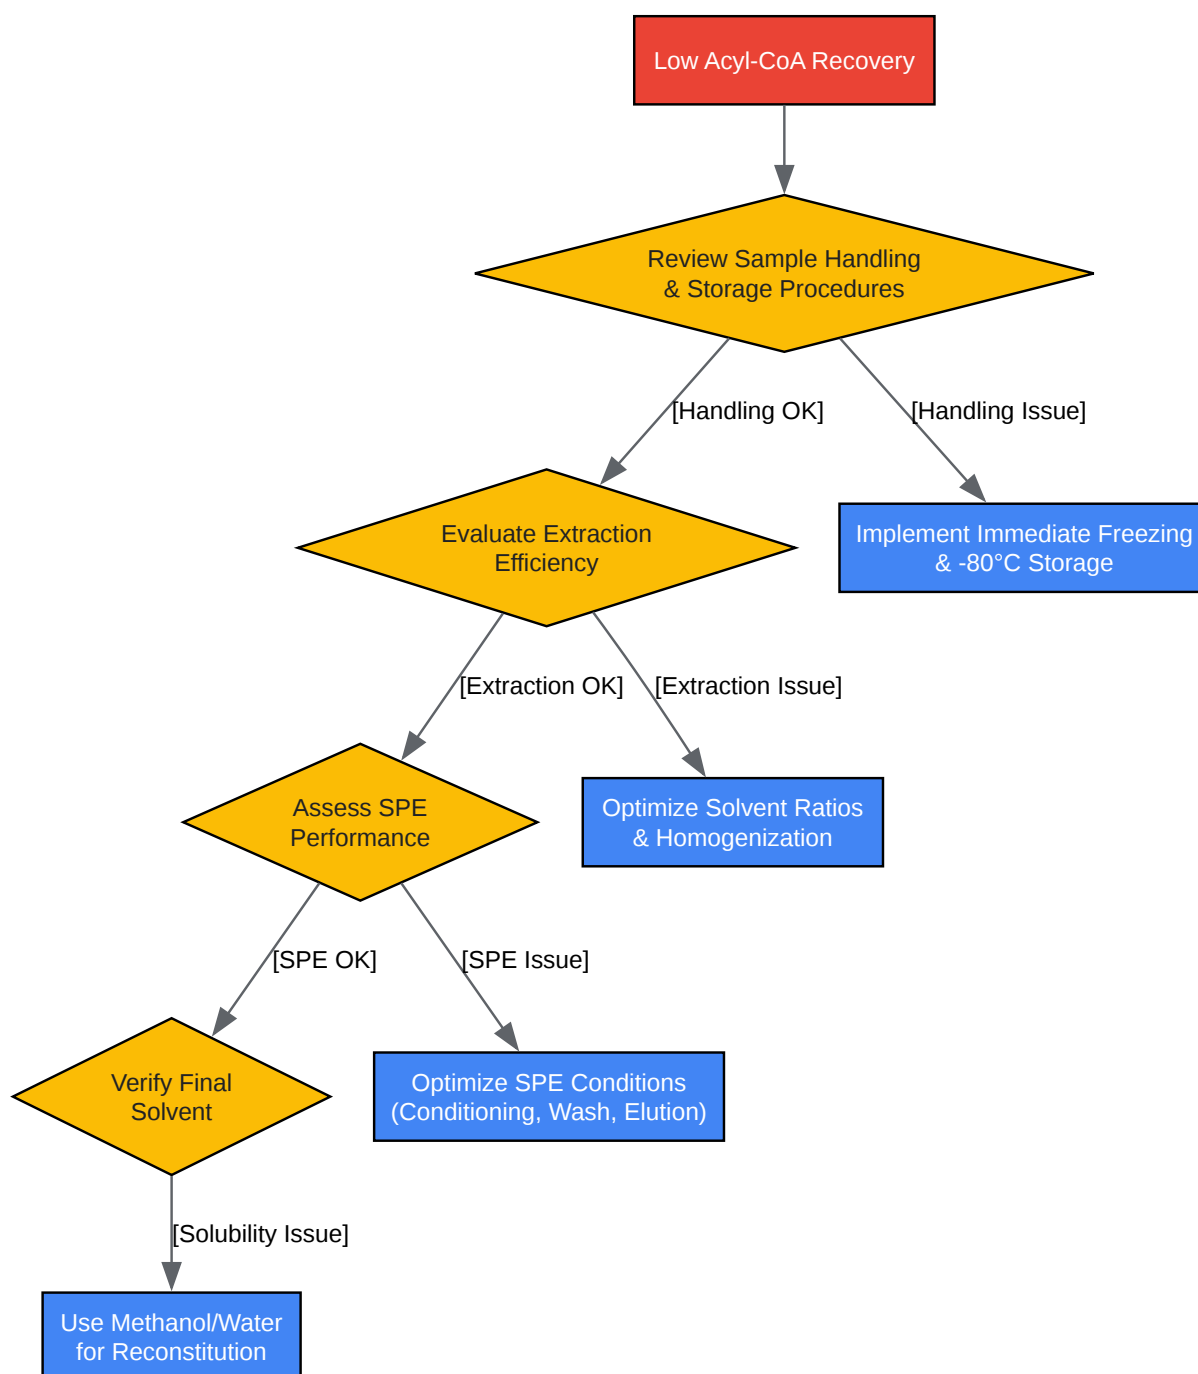 Low Acyl-CoA Recovery
Review Sample Handling
& Storage Procedures
[Handling OK]
[Handling Issue]
Evaluate Extraction
Efficiency
Implement Immediate Freezing
& -80°C Storage
[Extraction OK]
[Extraction Issue]
Assess SPE
Performance
Optimize Solvent Ratios
& Homogenization
[SPE OK]
[SPE Issue]
Verify Final
Solvent
Optimize SPE Conditions
(Conditioning, Wash, Elution)
[Solubility Issue]
Use Methanol/Water
for Reconstitution